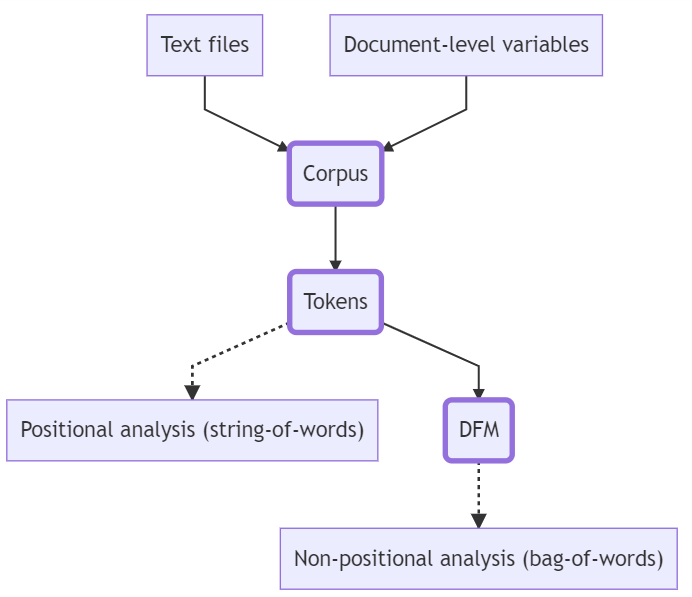 Text files
Document-level variables
Corpus
Tokens
Positional analysis (string-of-words)
DFM
Non-positional analysis (bag-of-words)